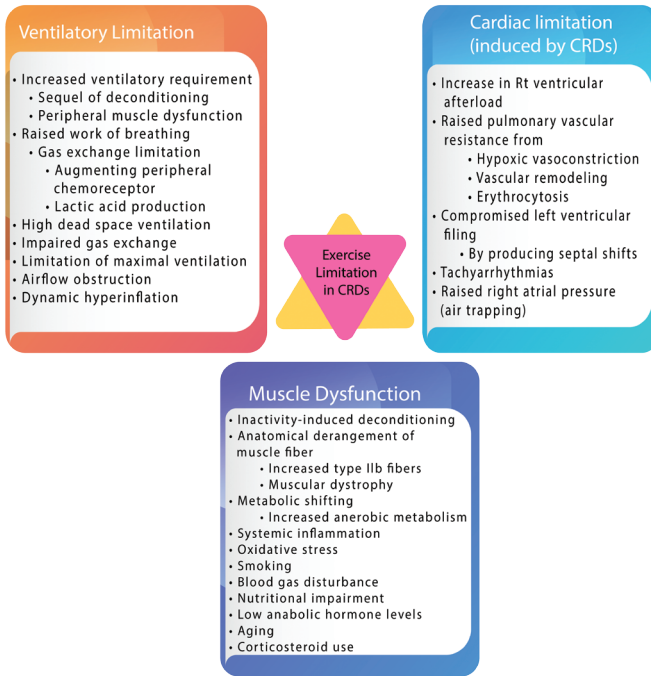 Ventilatory Limitation
• Increased ventilatory requirement
• Sequel of deconditioning
• Peripheral muscle dysfunction
• Raised work of breathing
• Gas exchange limitation
• Augmenting peripheral
chemoreceptor
• Lactic acid production
• High dead space ventilation
• Impaired gas exchange
• Limitation of maximal ventilation
• Airflow obstruction
• Dynamic hyperinflation
Cardiac limitation
(induced by CRDs)
• Increase in Rt ventricular
afterload
• Raised pulmonary vascular
resistance from
• Hypoxic vasoconstriction
• Vascular remodeling
• Erythrocytosis
• Compromised left ventricular
filing
• By producing septal shifts
• Tachyarrhythmias
• Raised right atrial pressure
(air trapping)
Exercise
Limitation
in CRDs
Muscle Dysfunction
• Inactivity-induced deconditioning
• Anatomical derangement of
muscle fiber
• Increased type IIb fibers
• Muscular dystrophy
• Metabolic shifting
• Increased anerobic metabolism
• Systemic inflammation
• Oxidative stress
• Smoking
• Blood gas disturbance
• Nutritional impairment
• Low anabolic hormone levels
• Aging
• Corticosteroid use